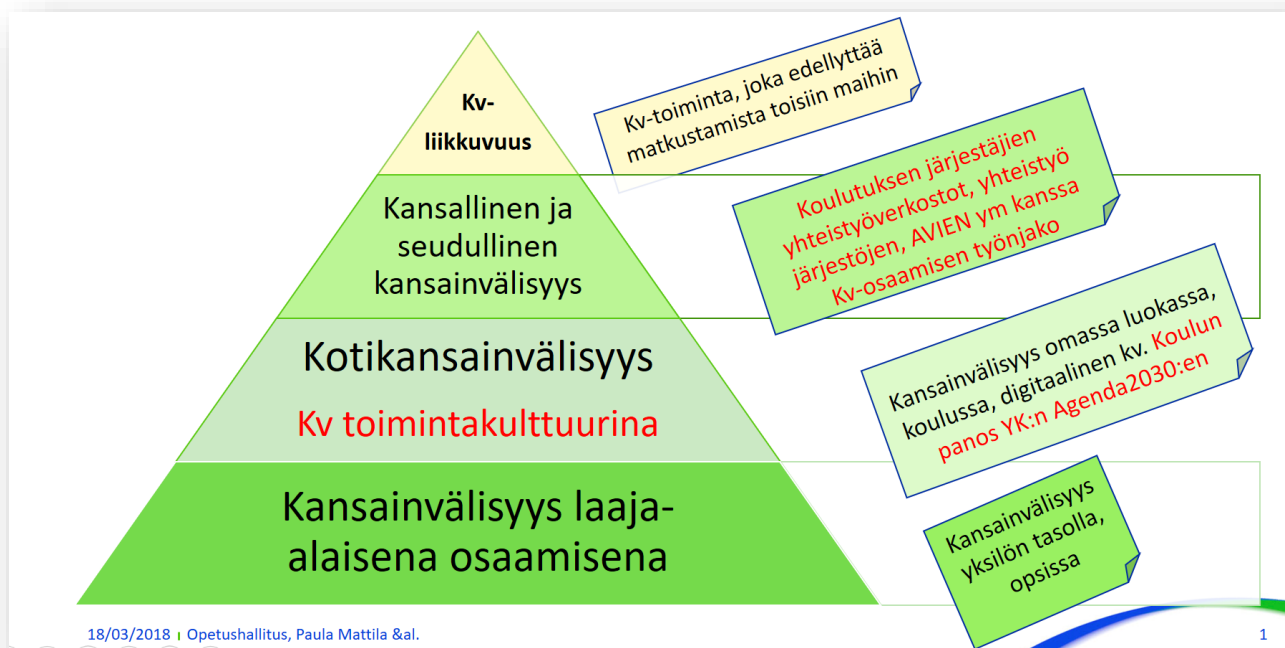 Kv-
liikkuvuus
Kv-toiminta, joka edellyttää
matkustamista toisiin maihin
Kansallinen ja
seudullinen
kansainvälisyys
Koulutuksen järjestäjien
yhteistyöverkostot, yhteistyö
järjestöjen, AVIEN ym kanssa
Kv-osaamisen työnjako
Kotikansainvälisyys
Kv toimintakulttuurina
Kansainvälisyys omassa luokassa,
koulussa, digitaalinen kv. Koulun
panos YK:n Agenda2030:en
Kansainvälisyys laaja-
alaisena osaamisena
Kansainvälisyys
yksilön tasolla,
opsissa
18/03/2018 Opetushallitus, Paula Mattila &al.
1